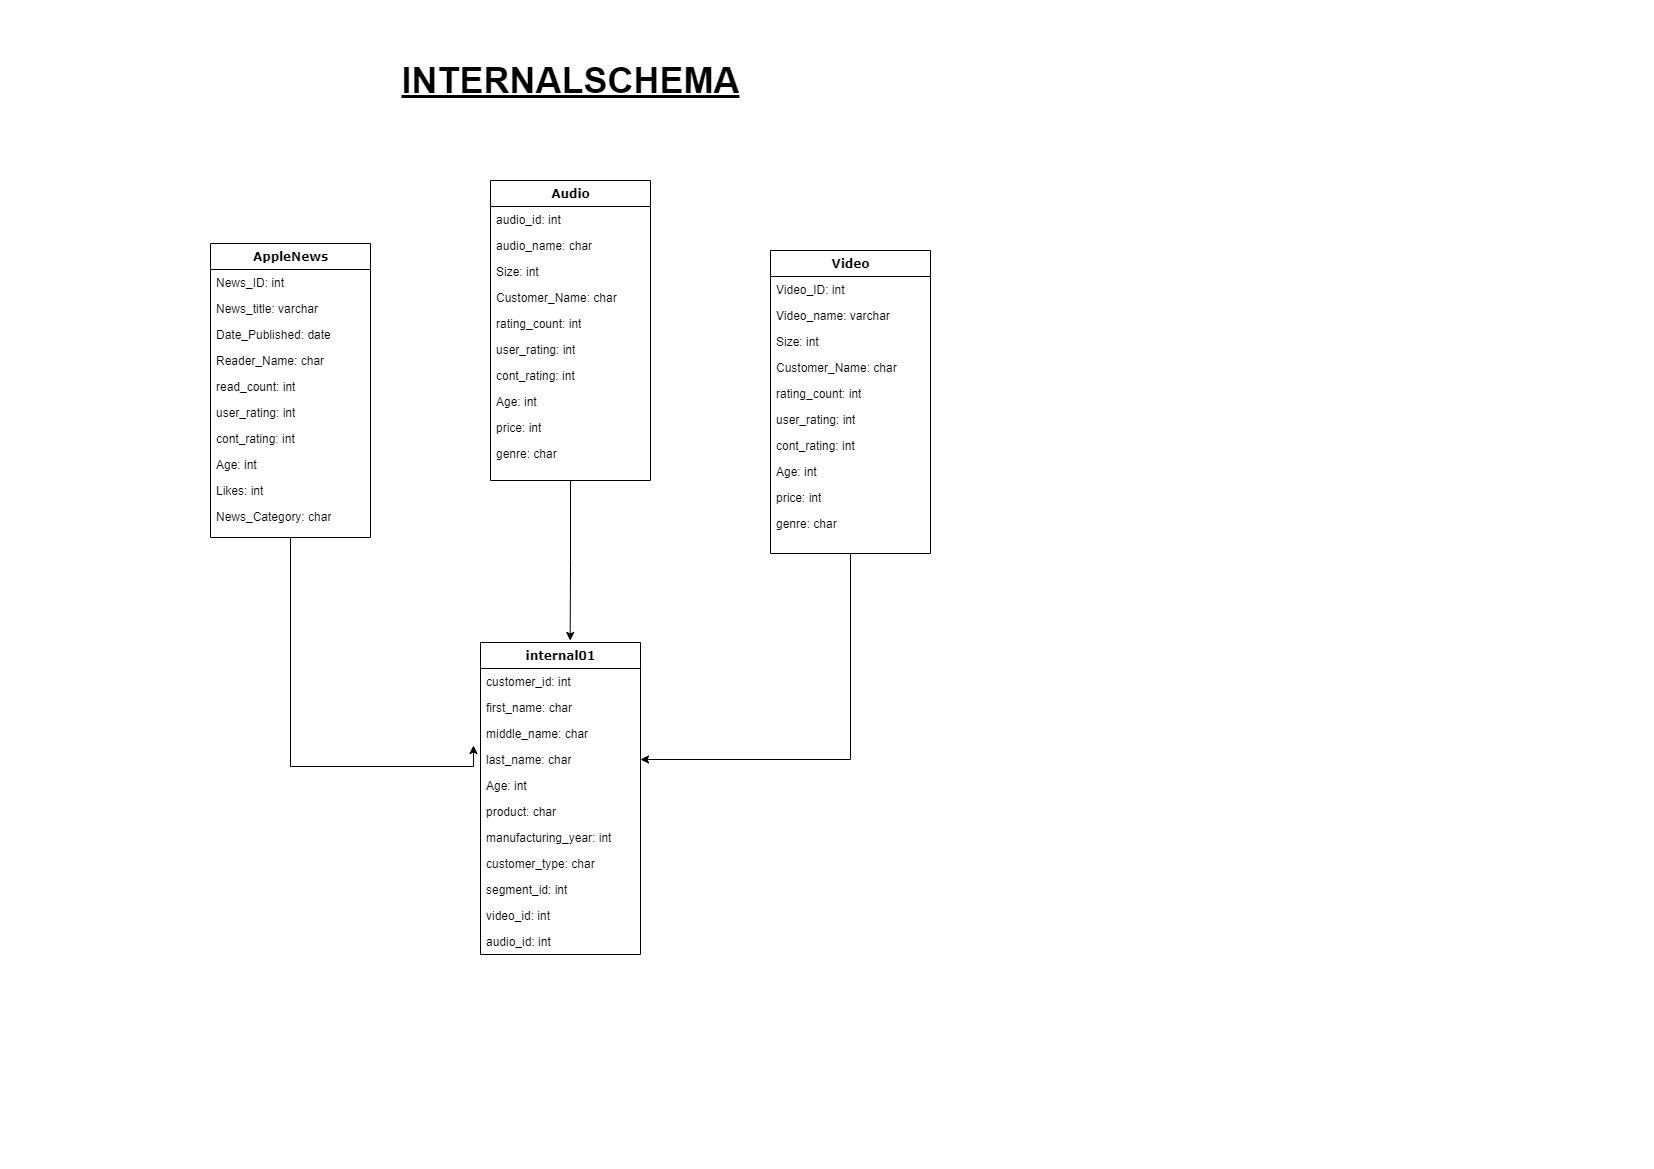 INTERNALSCHEMA
AppleNews
News_ID: int
News_title: varchar
Date_Published: date
Reader_Name: char
read_count: int
user_rating: int
cont_rating: int
Age: int
Likes: int
News_Category: char
Audio
audio_id: int
audio_name: char
Size: int
Customer_Name: char
rating_count: int
user_rating: int
cont_rating: int
Age: int
price: int
genre: char
Video
Video_ID: int
Video_name: varchar
Size: int
Customer_Name: char
rating_count: int
user_rating: int
cont_rating: int
Age: int
price: int
genre: char
internal01
customer_id: int
first_name: char
middle_name: char
last_name: char
Age: int
product: char
manufacturing_year: int
customer_type: char
segment_id: int
video_id: int
audio_id: int